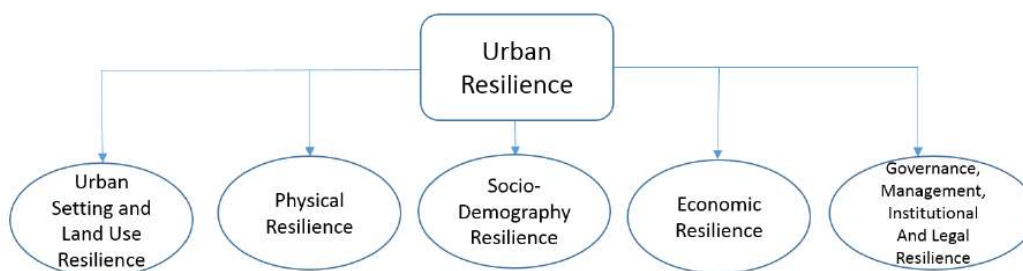 Urban
Resilience
Urban
Setting and
Land Use
Resilience
Physical
Resilience
Socio-
Demography
Resilience
Economic
Resilience
Governance,
Management,
Institutional
And Legal
Resilience